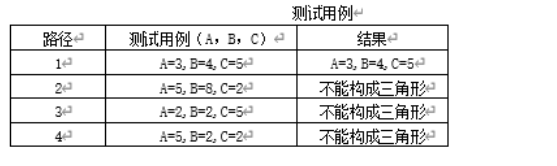 测试用例
路径 测试用例（A，B，C） 结果
1 A=3,B=4,C=5 A=3,B=4,C=5
2 A=5,B=8,C=2 不能构成三角形
3 A=2,B=2,C=5 不能构成三角形
4 A=5,B=2,C=2 不能构成三角形